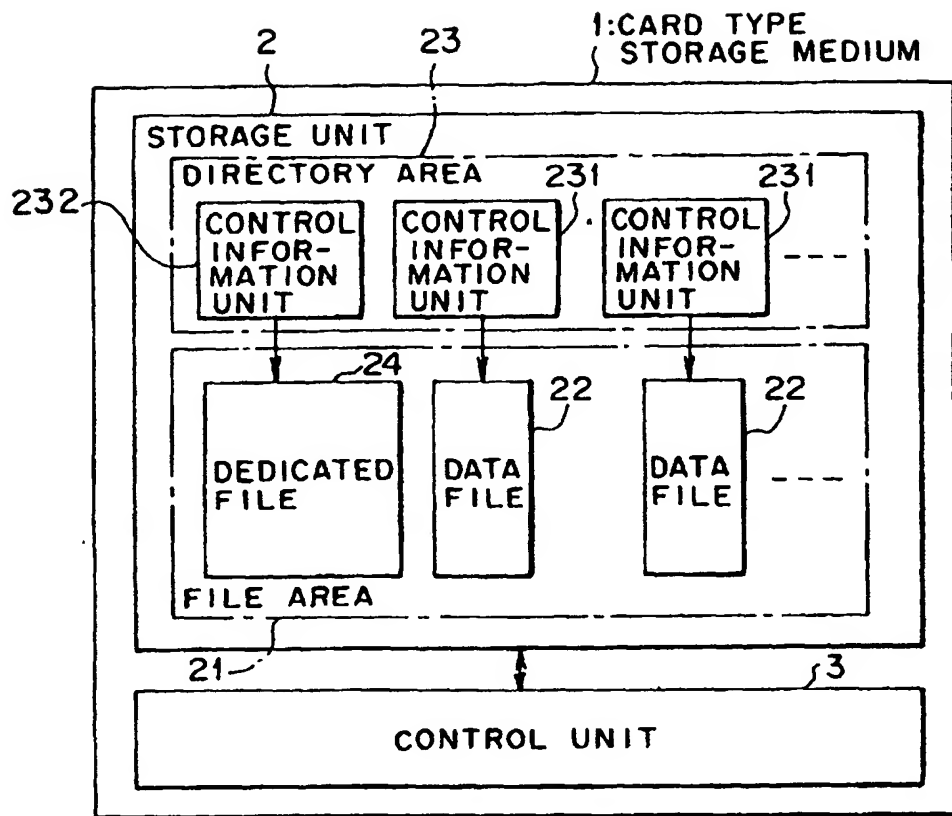 1:CARD TYPE
STORAGE MEDIUM
2
23
STORAGE UNIT
DIRECTORY AREA
231
231
232
CONTROL
INFOR-
MATION
UNIT
CONTROL
INFOR-
MATION
UNIT
CONTROL
INFOR-
MATION
UNIT
24
22
22
DEDICATED
FILE
DATA
FILE
DATA
FILE
FILE AREA
21
3
CONTROL UNIT